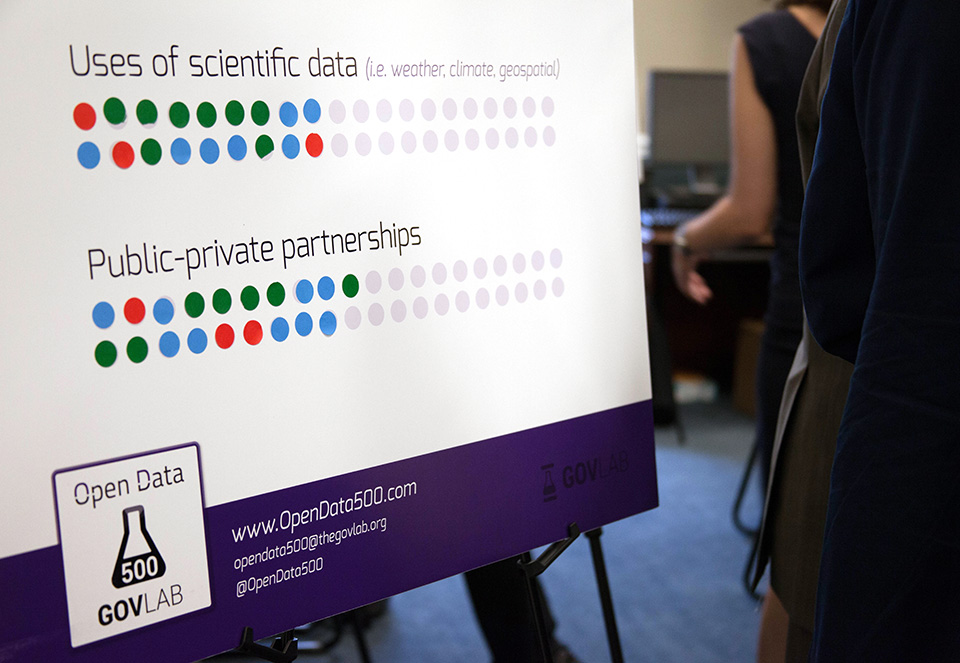 Uses of scientific data (i.e. weather, climate, geospatial)
Public-private partnerships
Open Data
500
GOVLAB
www.OpenData500.com
opendata500@thegovlab.org
@OpenData500
GOVLAB